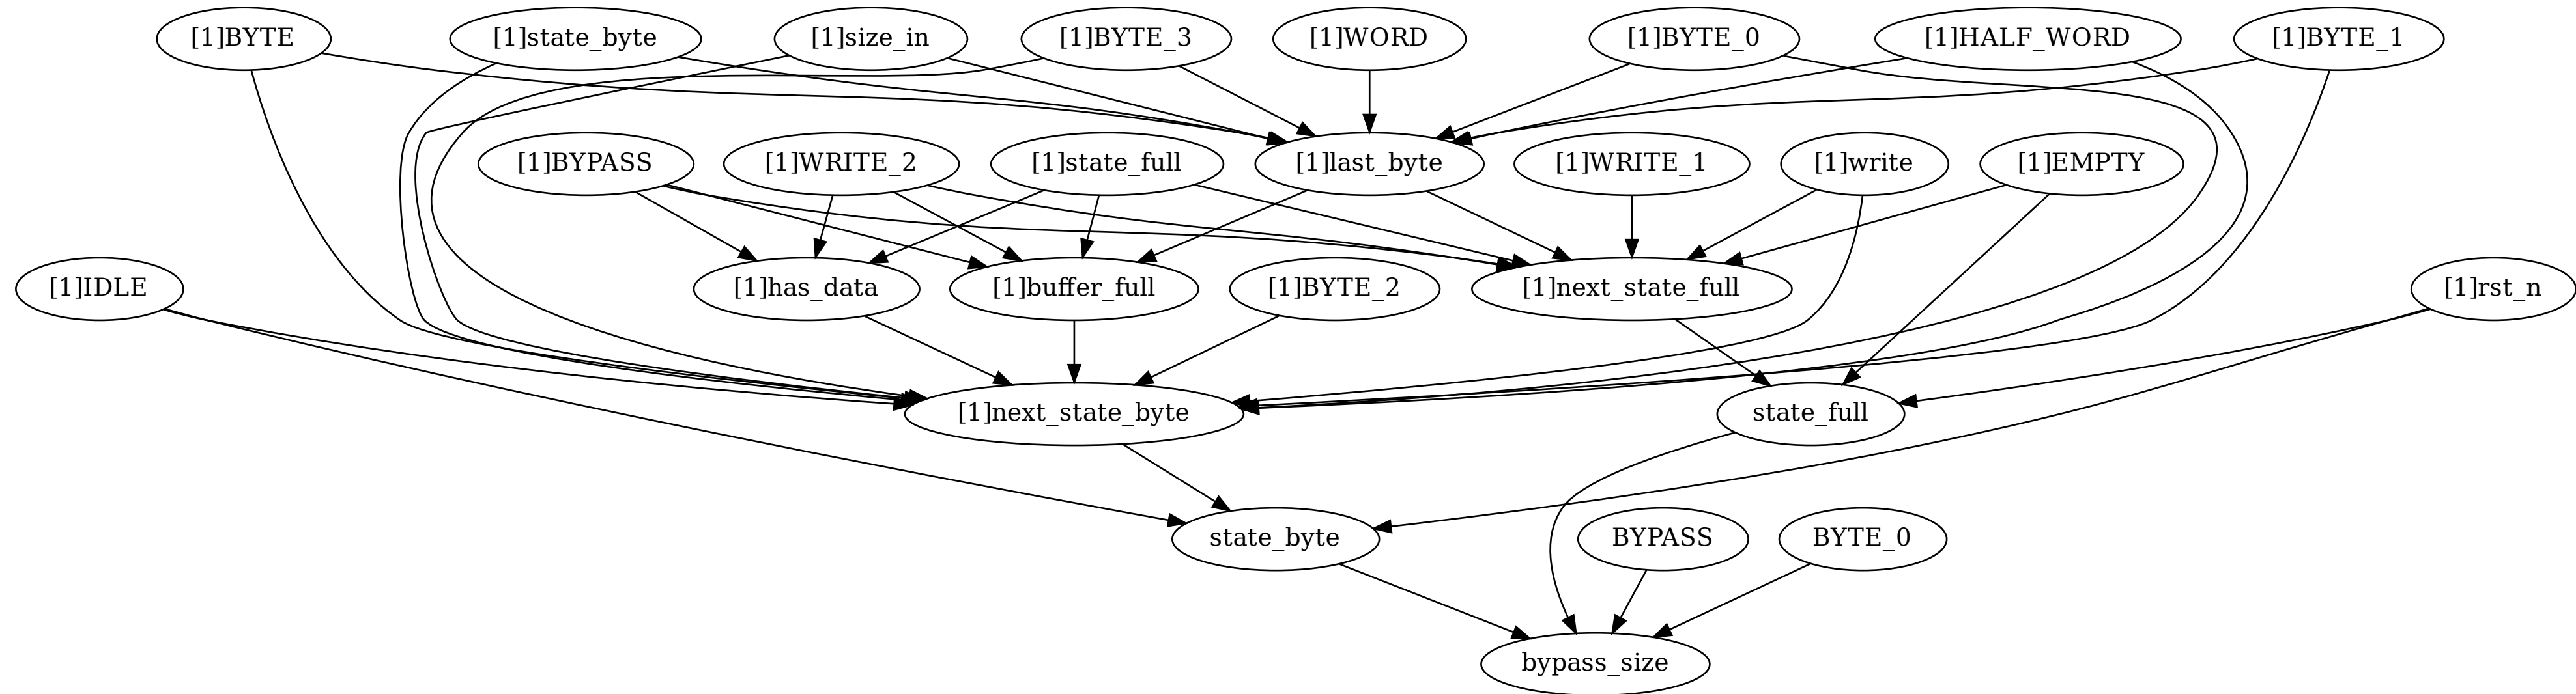 [1]BYTE
[1]state_byte
[1]size_in
[1]BYTE_3
[1]WORD
[1]BYTE_0
[1]HALF_WORD
[1]BYTE_1
[1]BYPASS
[1]WRITE_2
[1]state_full
[1]last_byte
[1]WRITE_1
[1]write
[1]EMPTY
[1]IDLE
[1]has_data
[1]buffer_full
[1]BYTE_2
[1]next_state_full
[1]rst_n
[1]next_state_byte
state_full
state_byte
BYPASS
BYTE_0
bypass_size